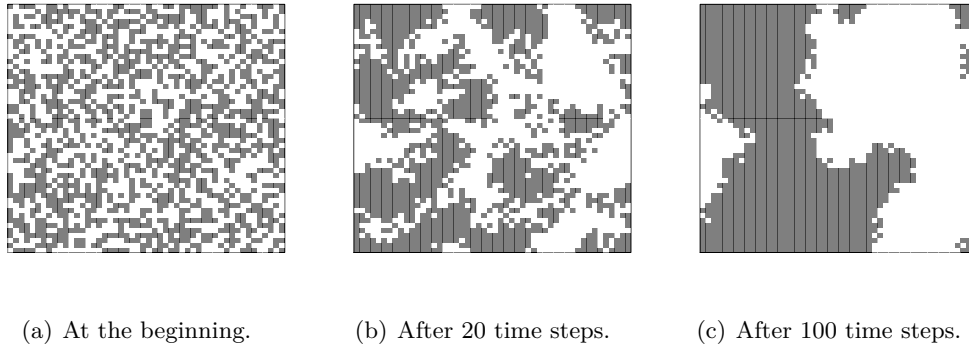 (a) At the beginning.
(b) After 20 time steps.
(c) After 100 time steps.